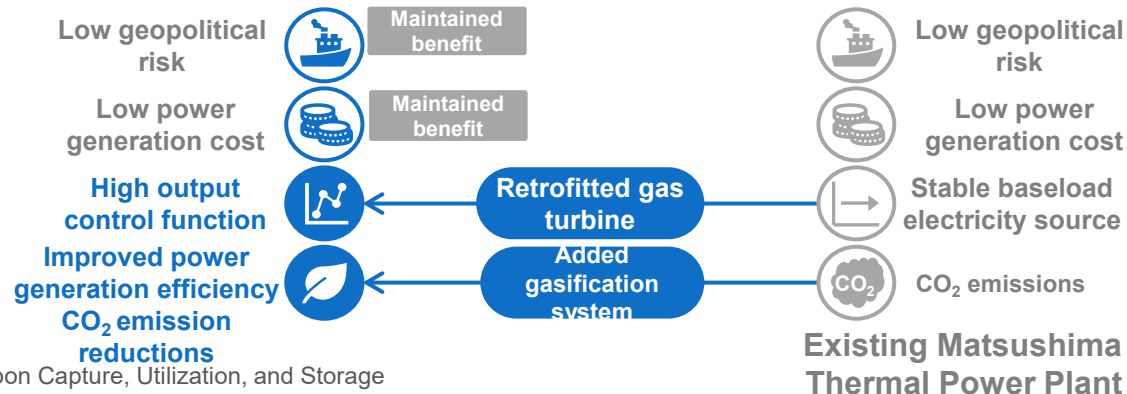 Low geopolitical
risk
Maintained
benefit
Low power
generation cost
Maintained
benefit
High output
control function
Improved power
generation efficiency
CO₂ emission
reductions
Retrofitted gas
turbine
Added
gasification
system
Low geopolitical
risk
Low power
generation cost
Stable baseload
electricity source
CO₂
CO₂ emissions
Existing Matsushima
Thermal Power Plant
Capture, Utilization, and Storage